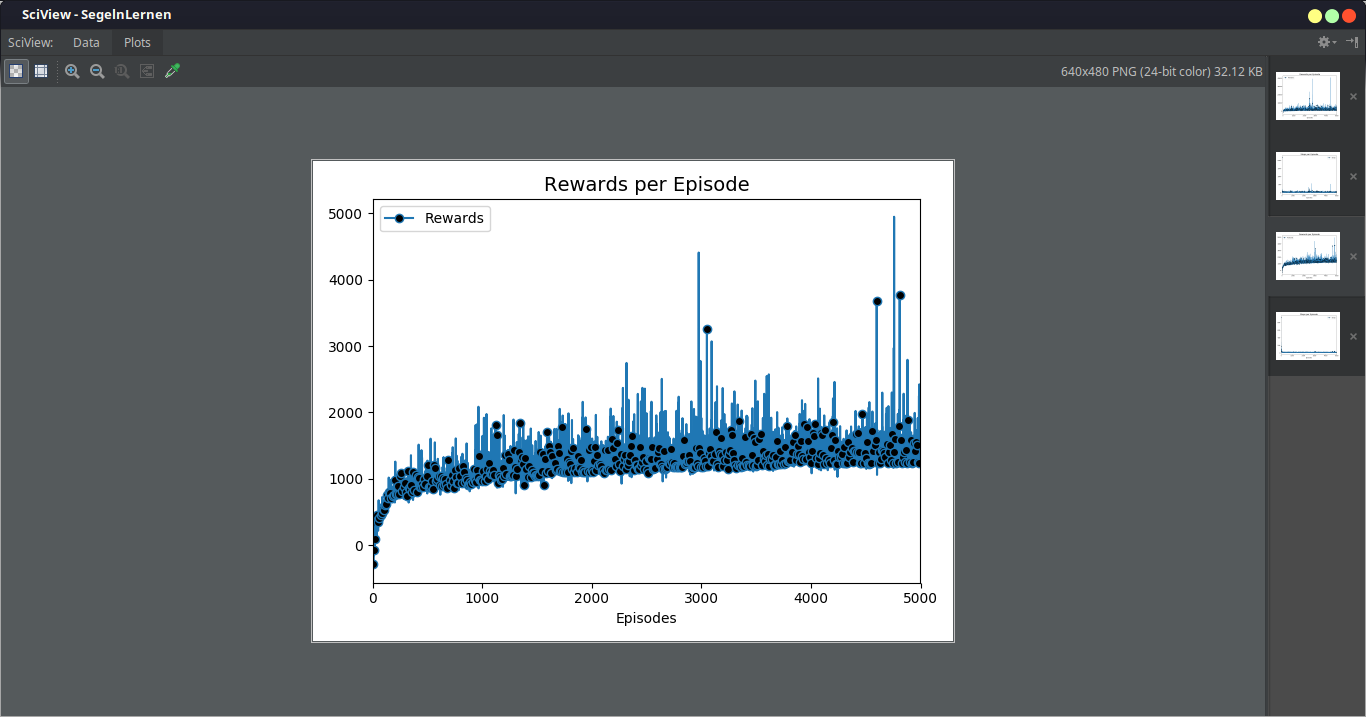 SciView - SegelnLernen
SciView: Data Plots
640x480 PNG (24-bit color) 32.12 KB
Rewards per Episode
Rewards
5000
4000
3000
2000
1000
0
0 1000 2000 3000 4000 5000
Episodes